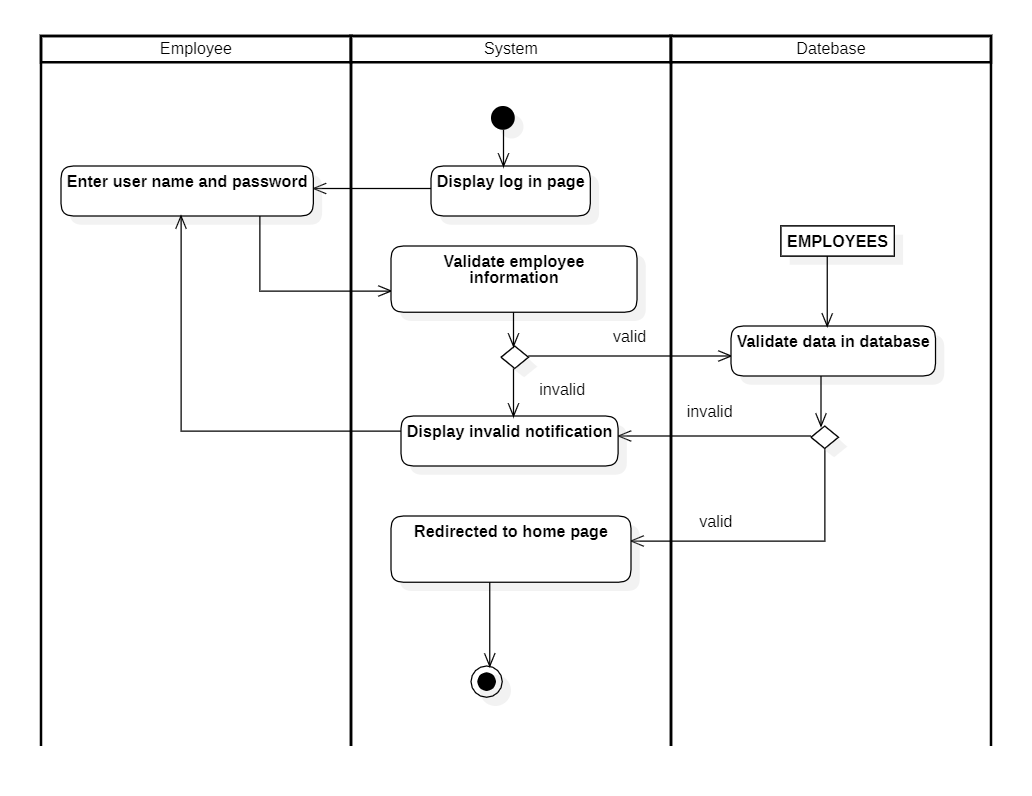 Employee
System
Datebase
Enter user name and password
Display log in page
EMPLOYEES
Validate employee
information
valid
Validate data in database
invalid
invalid
Display invalid notification
valid
Redirected to home page